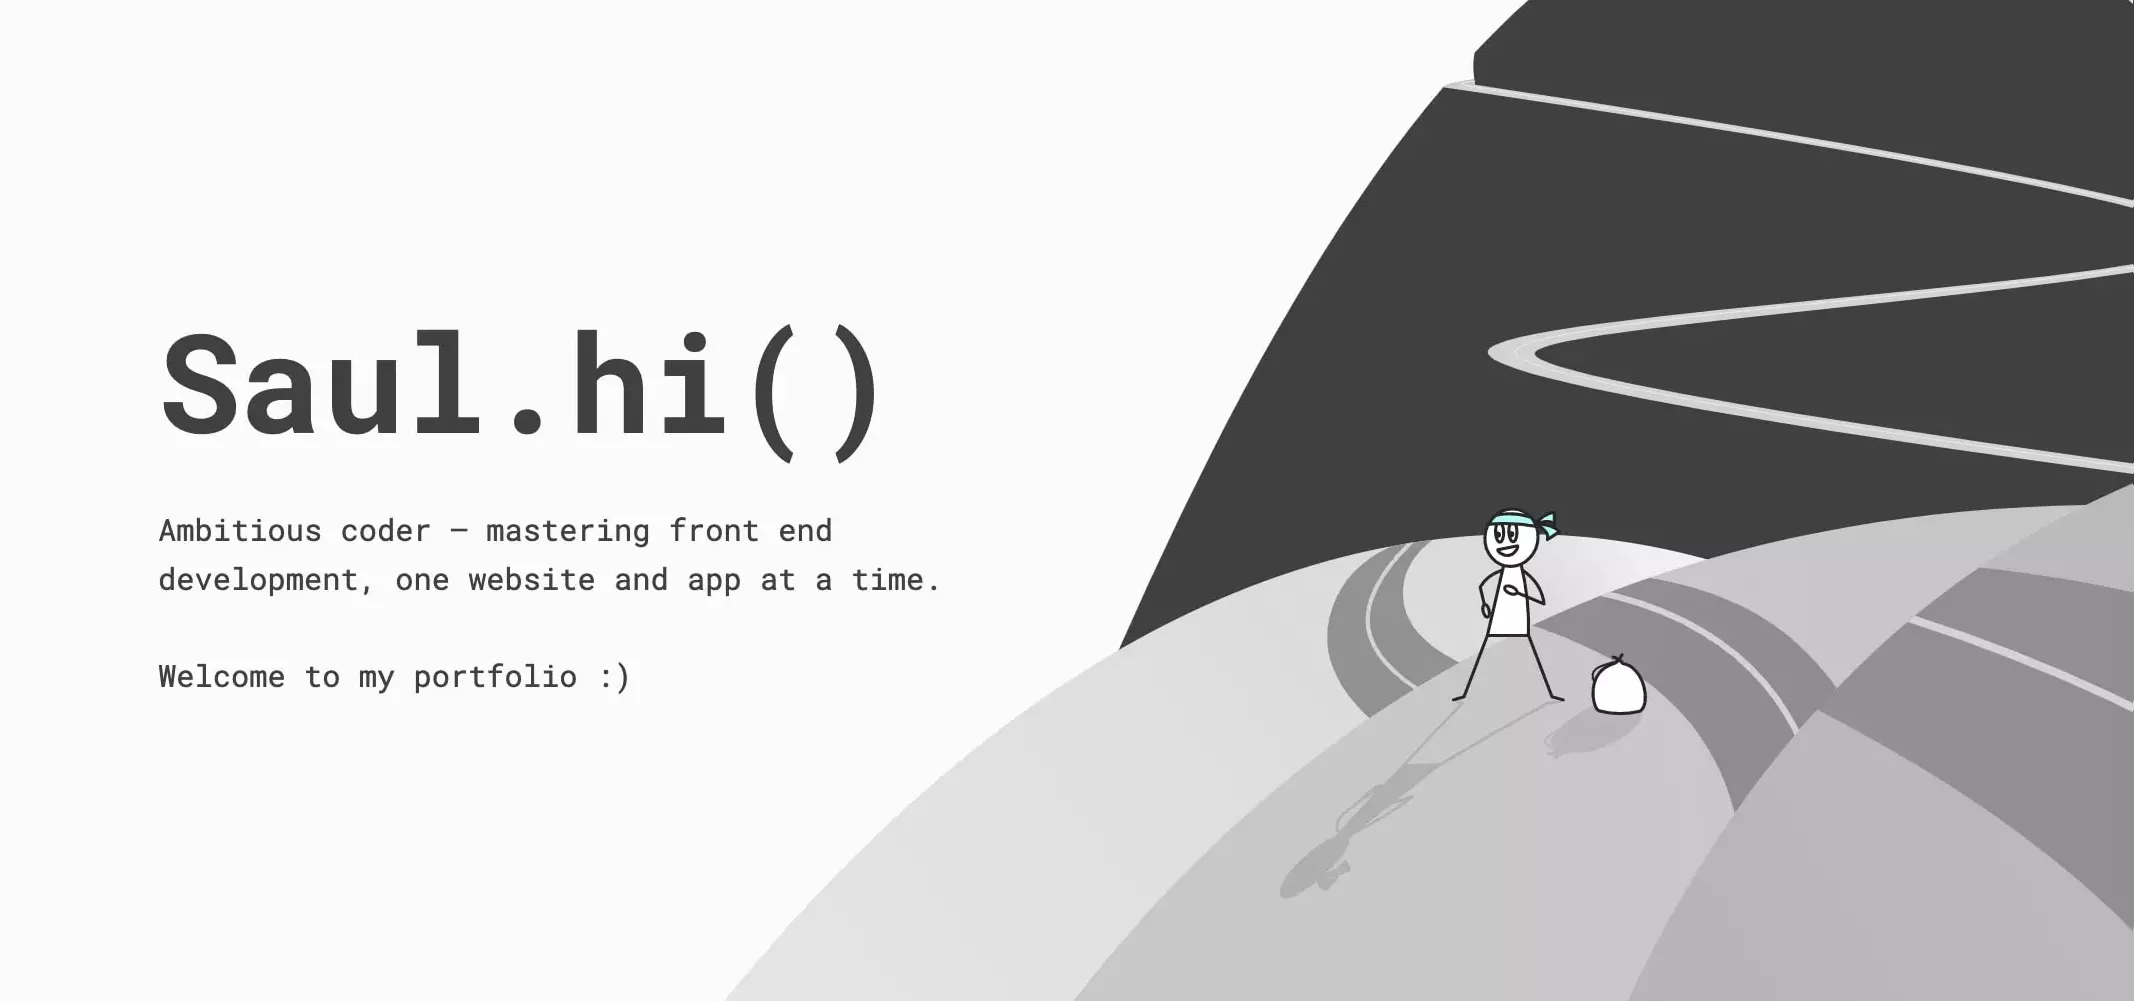 Saul.hi()
Ambitious coder – mastering front end
development, one website and app at a time.
Welcome to my portfolio :)